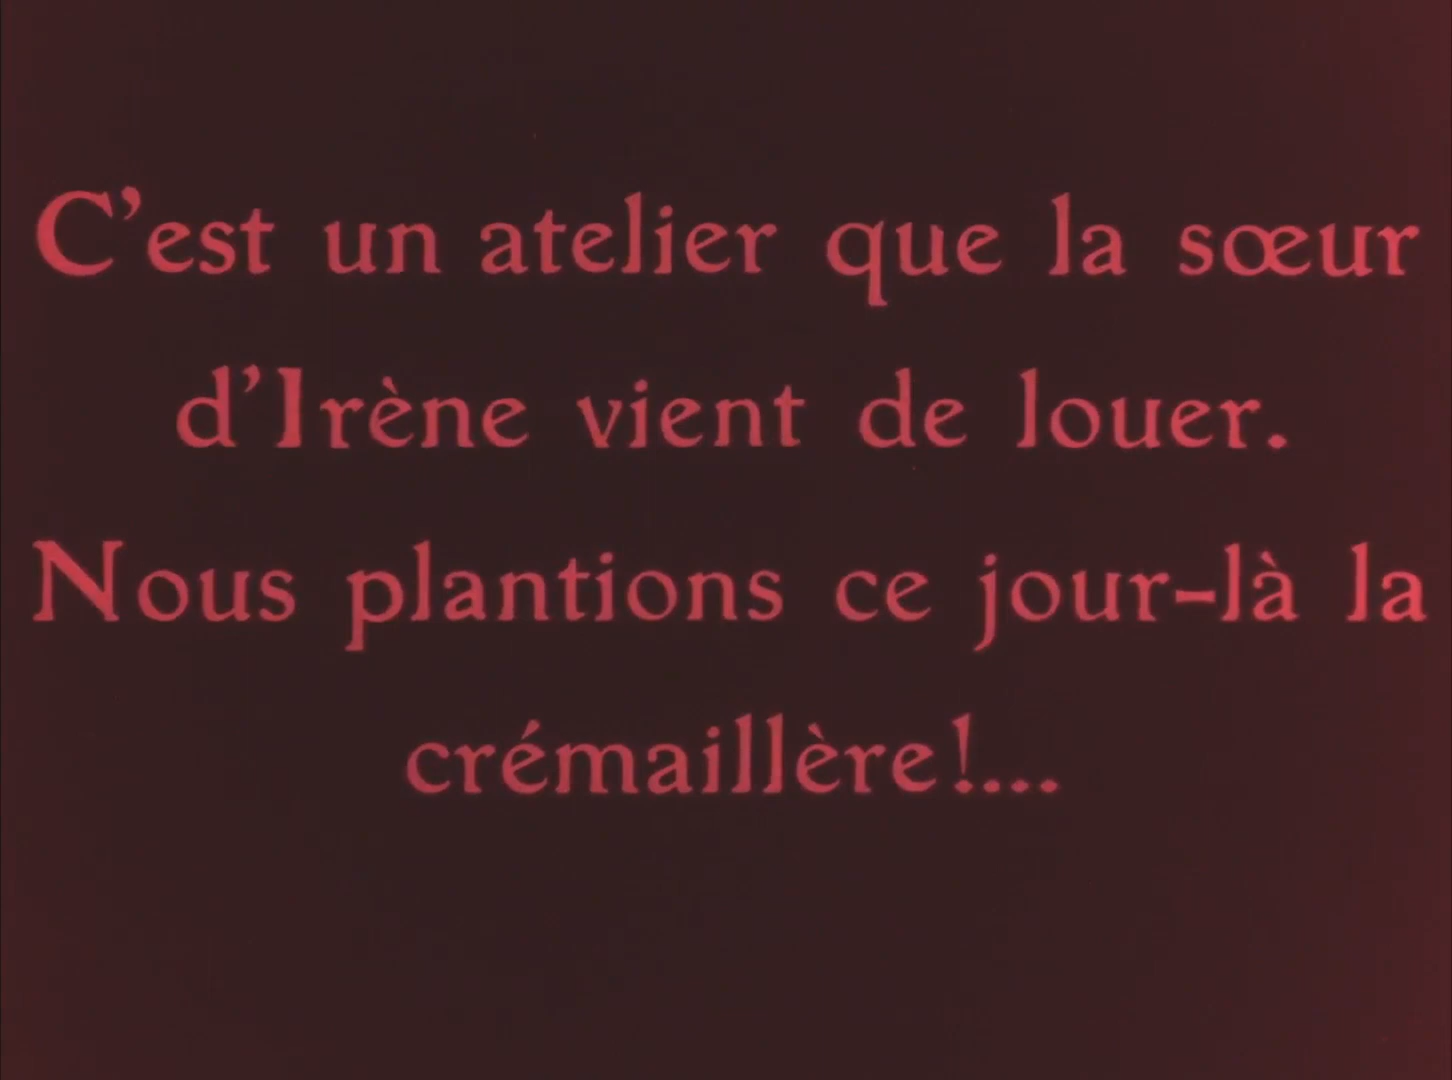 C'est un atelier que la sœur
d'Irène vient de louer.
Nous plantions ce jour-là la
crémaillère!...